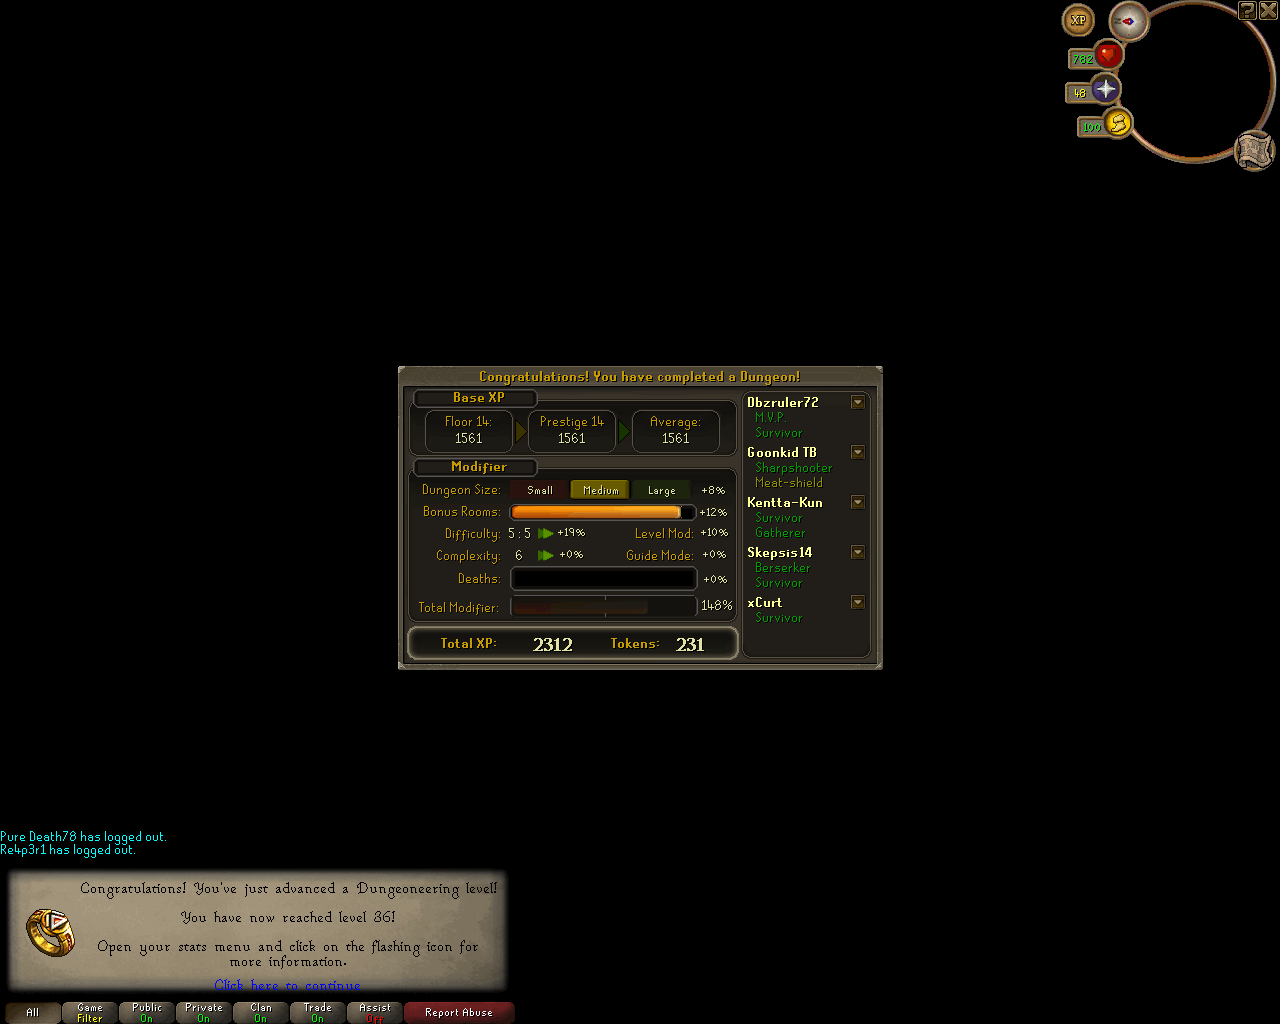 XP
782
48
100
Congratulations! You have completed a Dungeon!
Base XP
Floor 14:
1561
Prestige 14
1561
Average:
1561
Modifier
Dungeon Size: Small Medium Large +8%
Bonus Rooms: +12%
Difficulty: 5 : 5 +19% Level Mod: +10%
Complexity: 6 +0% Guide Mode: +0%
Deaths: +0%
Total Modifier: 148%
Total XP: 2312 Tokens: 231
Dbzruler72
M.V.P.
Survivor
Goonkid TB
Sharpshooter
Meat-shield
Kentta-Kun
Survivor
Gatherer
Skepsis14
Berserker
Survivor
xCurt
Survivor
Pure Death78 has logged out.
Re4p3r1 has logged out.
Congratulations! You've just advanced a Dungeoneering level!
You have now reached level 36!
Open your stats menu and click on the flashing icon for
more information.
Click here to continue
All
Game
Filter
Public
On
Private
On
Clan
On
Trade
On
Assist
Off
Report Abuse